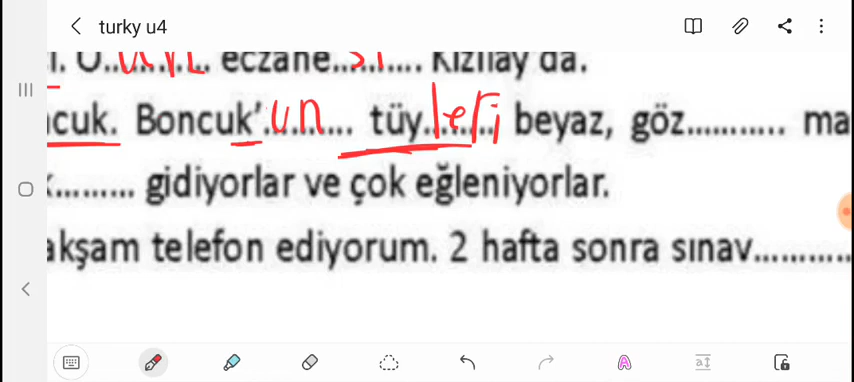 turky u4
ı. O..nun.. eczane..si.... Kızılay'da.
cuk. Boncuk'.un.... tüy..leri.. beyaz, göz........... ma
.......... gidiyorlar ve çok eğleniyorlar.
akşam telefon ediyorum. 2 hafta sonra sınav...........